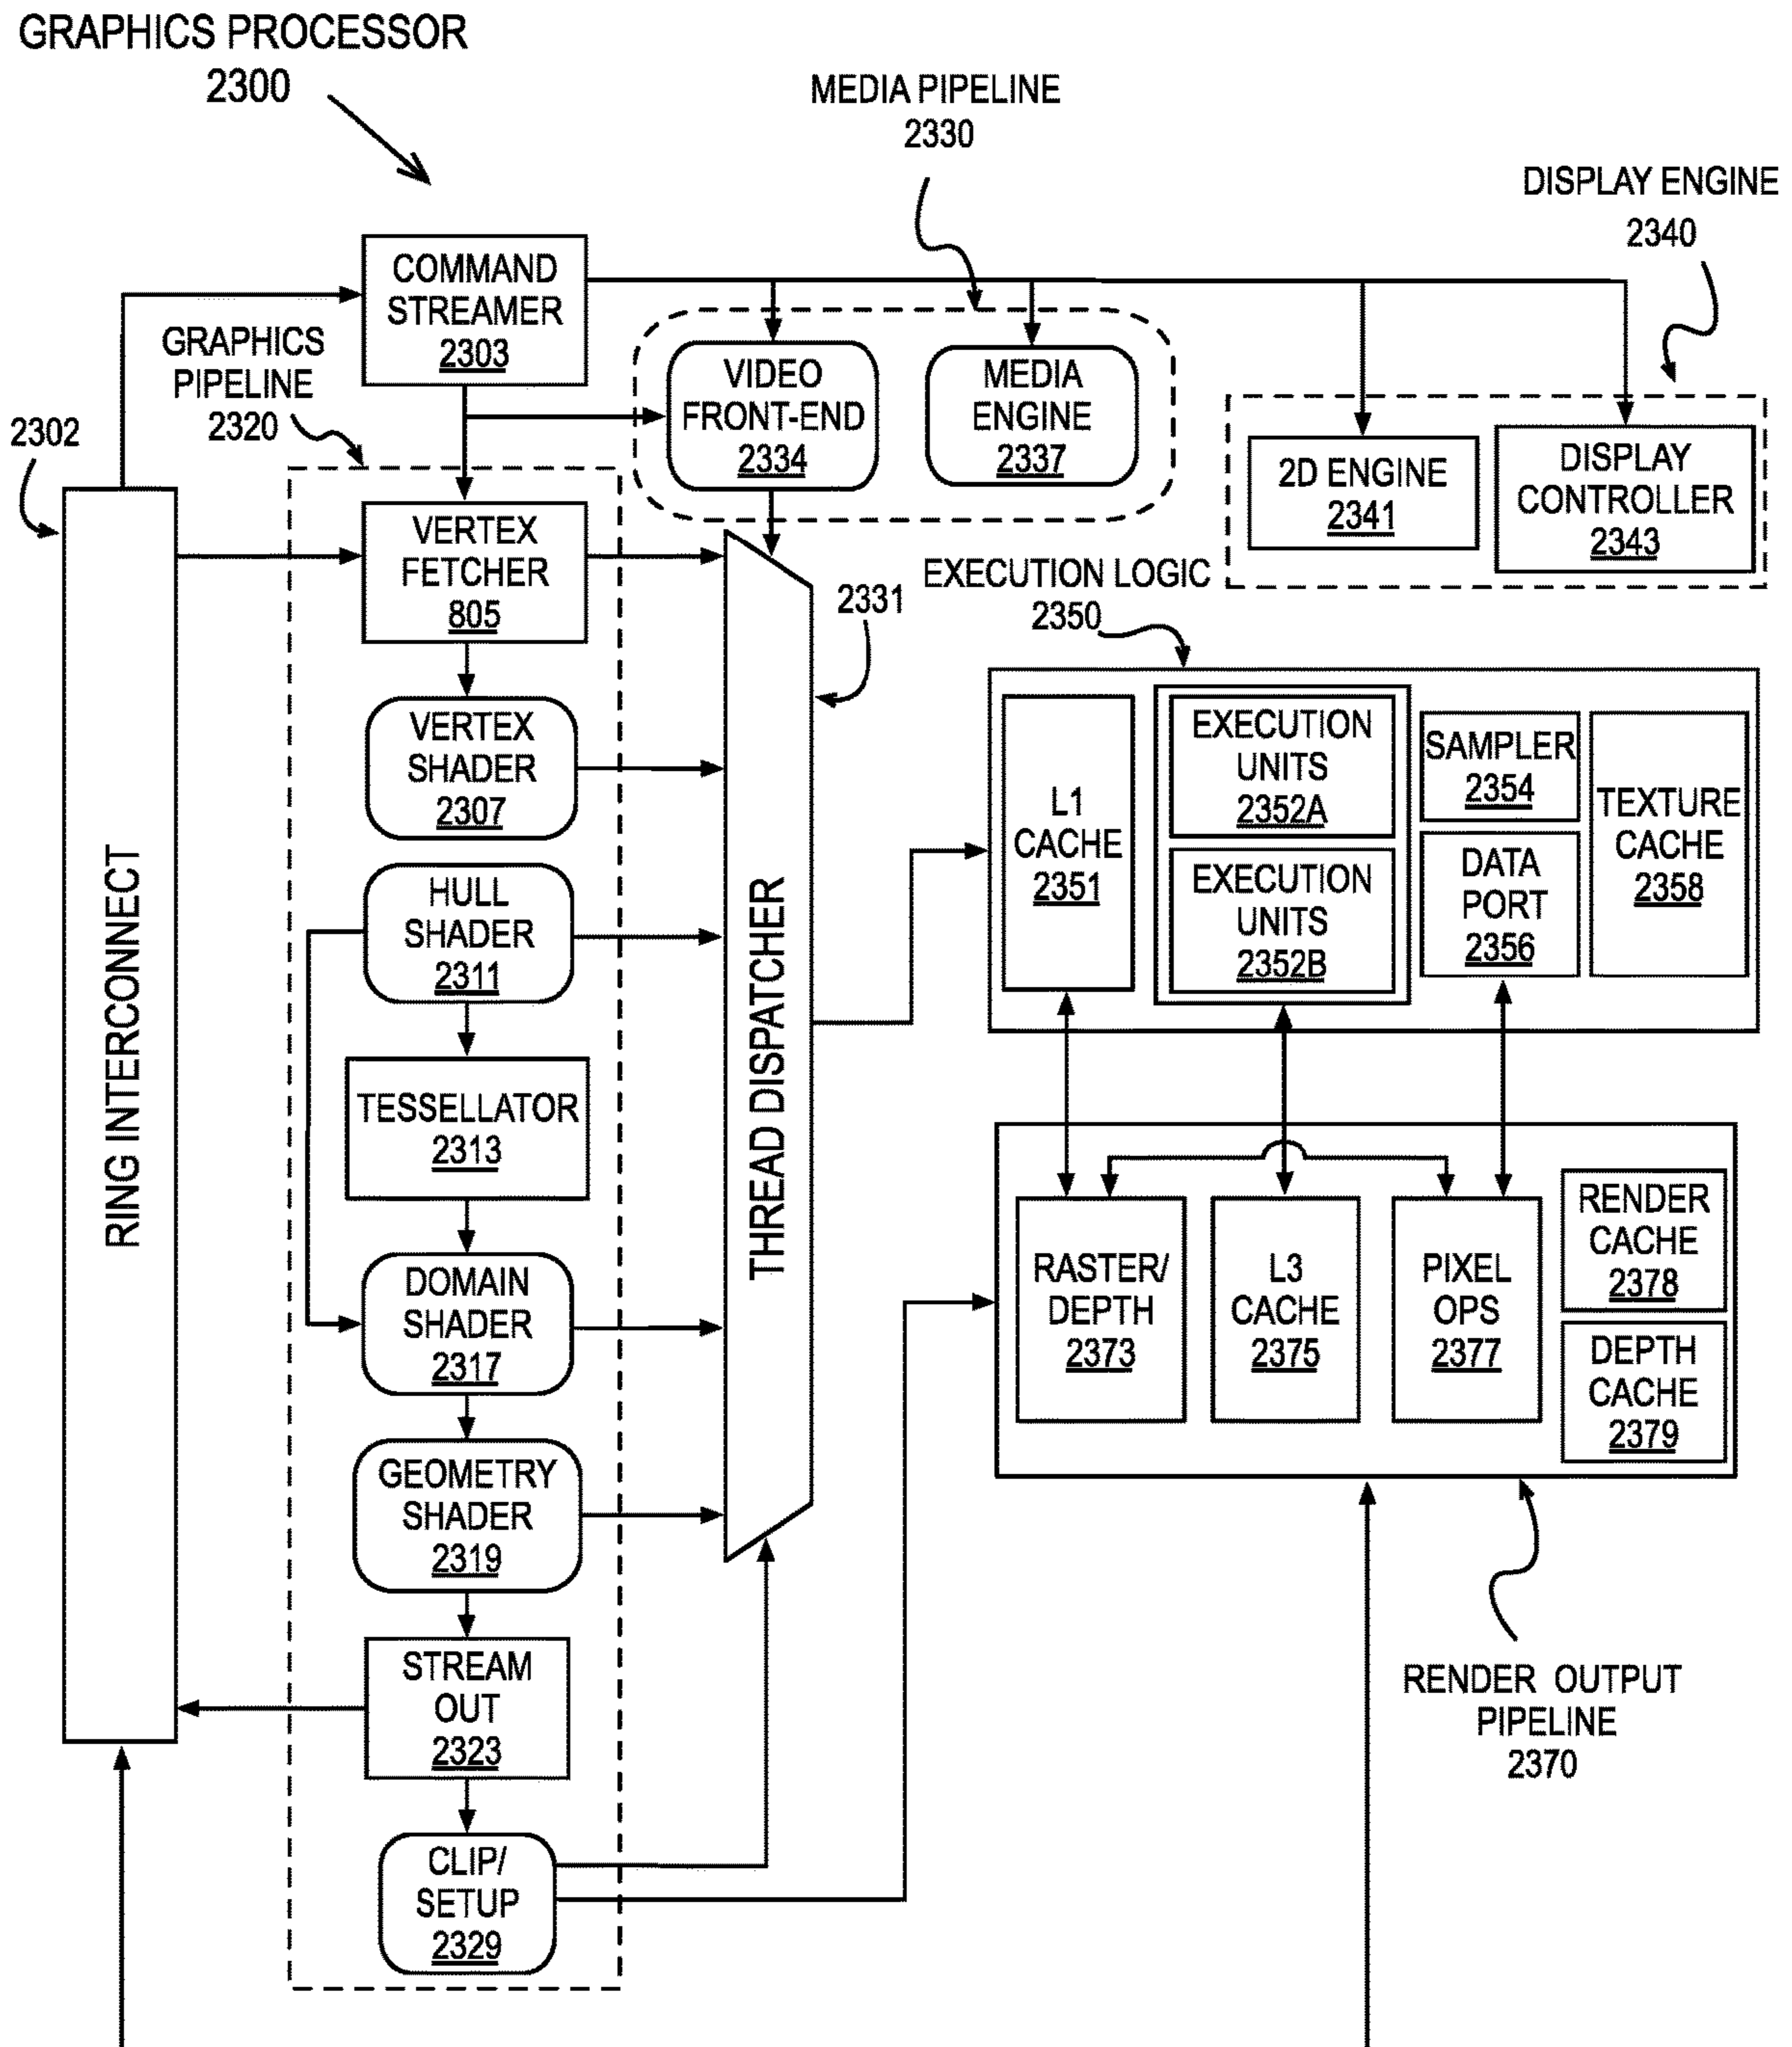 GRAPHICS PROCESSOR
2300
MEDIA PIPELINE
2330
DISPLAY ENGINE
2340
COMMAND
STREAMER
2303
GRAPHICS
PIPELINE
2320
2302
VIDEO
FRONT-END
2334
MEDIA
ENGINE
2337
2D ENGINE
2341
DISPLAY
CONTROLLER
2343
VERTEX
FETCHER
805
EXECUTION LOGIC
2350
2331
VERTEX
SHADER
2307
HULL
SHADER
2311
TESSELLATOR
2313
DOMAIN
SHADER
2317
GEOMETRY
SHADER
2319
STREAM
OUT
2323
CLIP/
SETUP
2329
RING INTERCONNECT
THREAD DISPATCHER
L1
CACHE
2351
EXECUTION
UNITS
2352A
EXECUTION
UNITS
2352B
SAMPLER
2354
DATA
PORT
2356
TEXTURE
CACHE
2358
RASTER/
DEPTH
2373
L3
CACHE
2375
PIXEL
OPS
2377
RENDER
CACHE
2378
DEPTH
CACHE
2379
RENDER OUTPUT
PIPELINE
2370